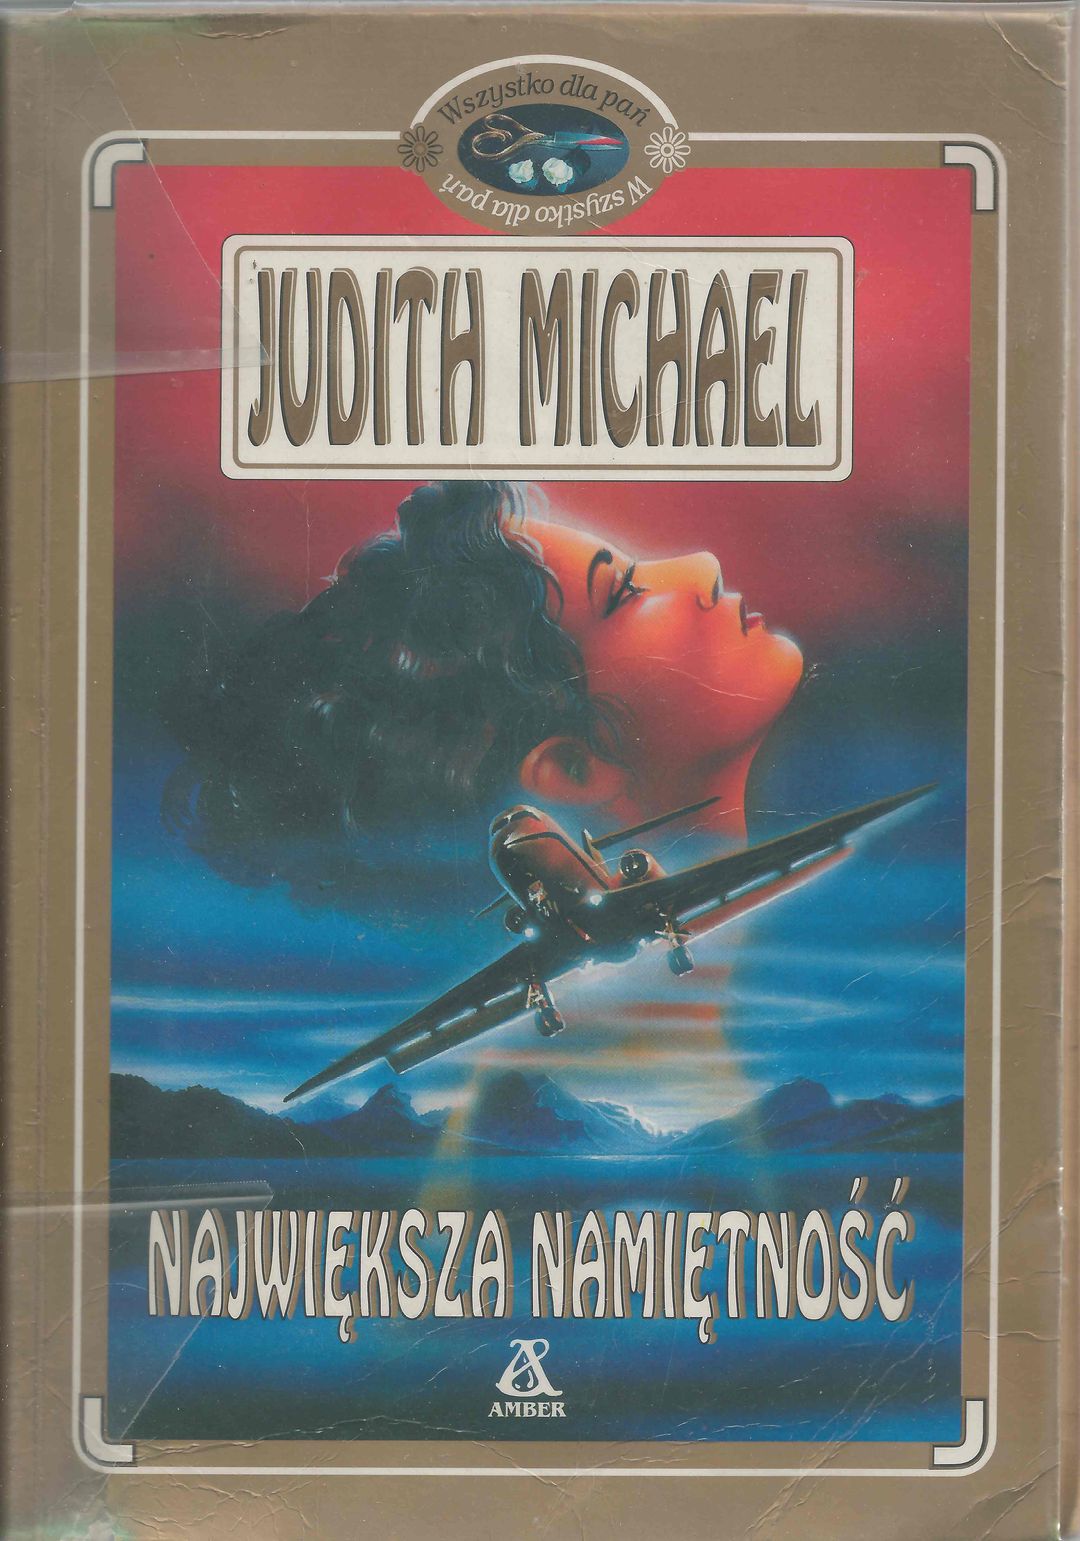 Wszystko dla pań
Wszystko dla pań
JUDITH MICHAEL
NAJWIĘKSZA NAMIĘTNOŚĆ
A
AMBER